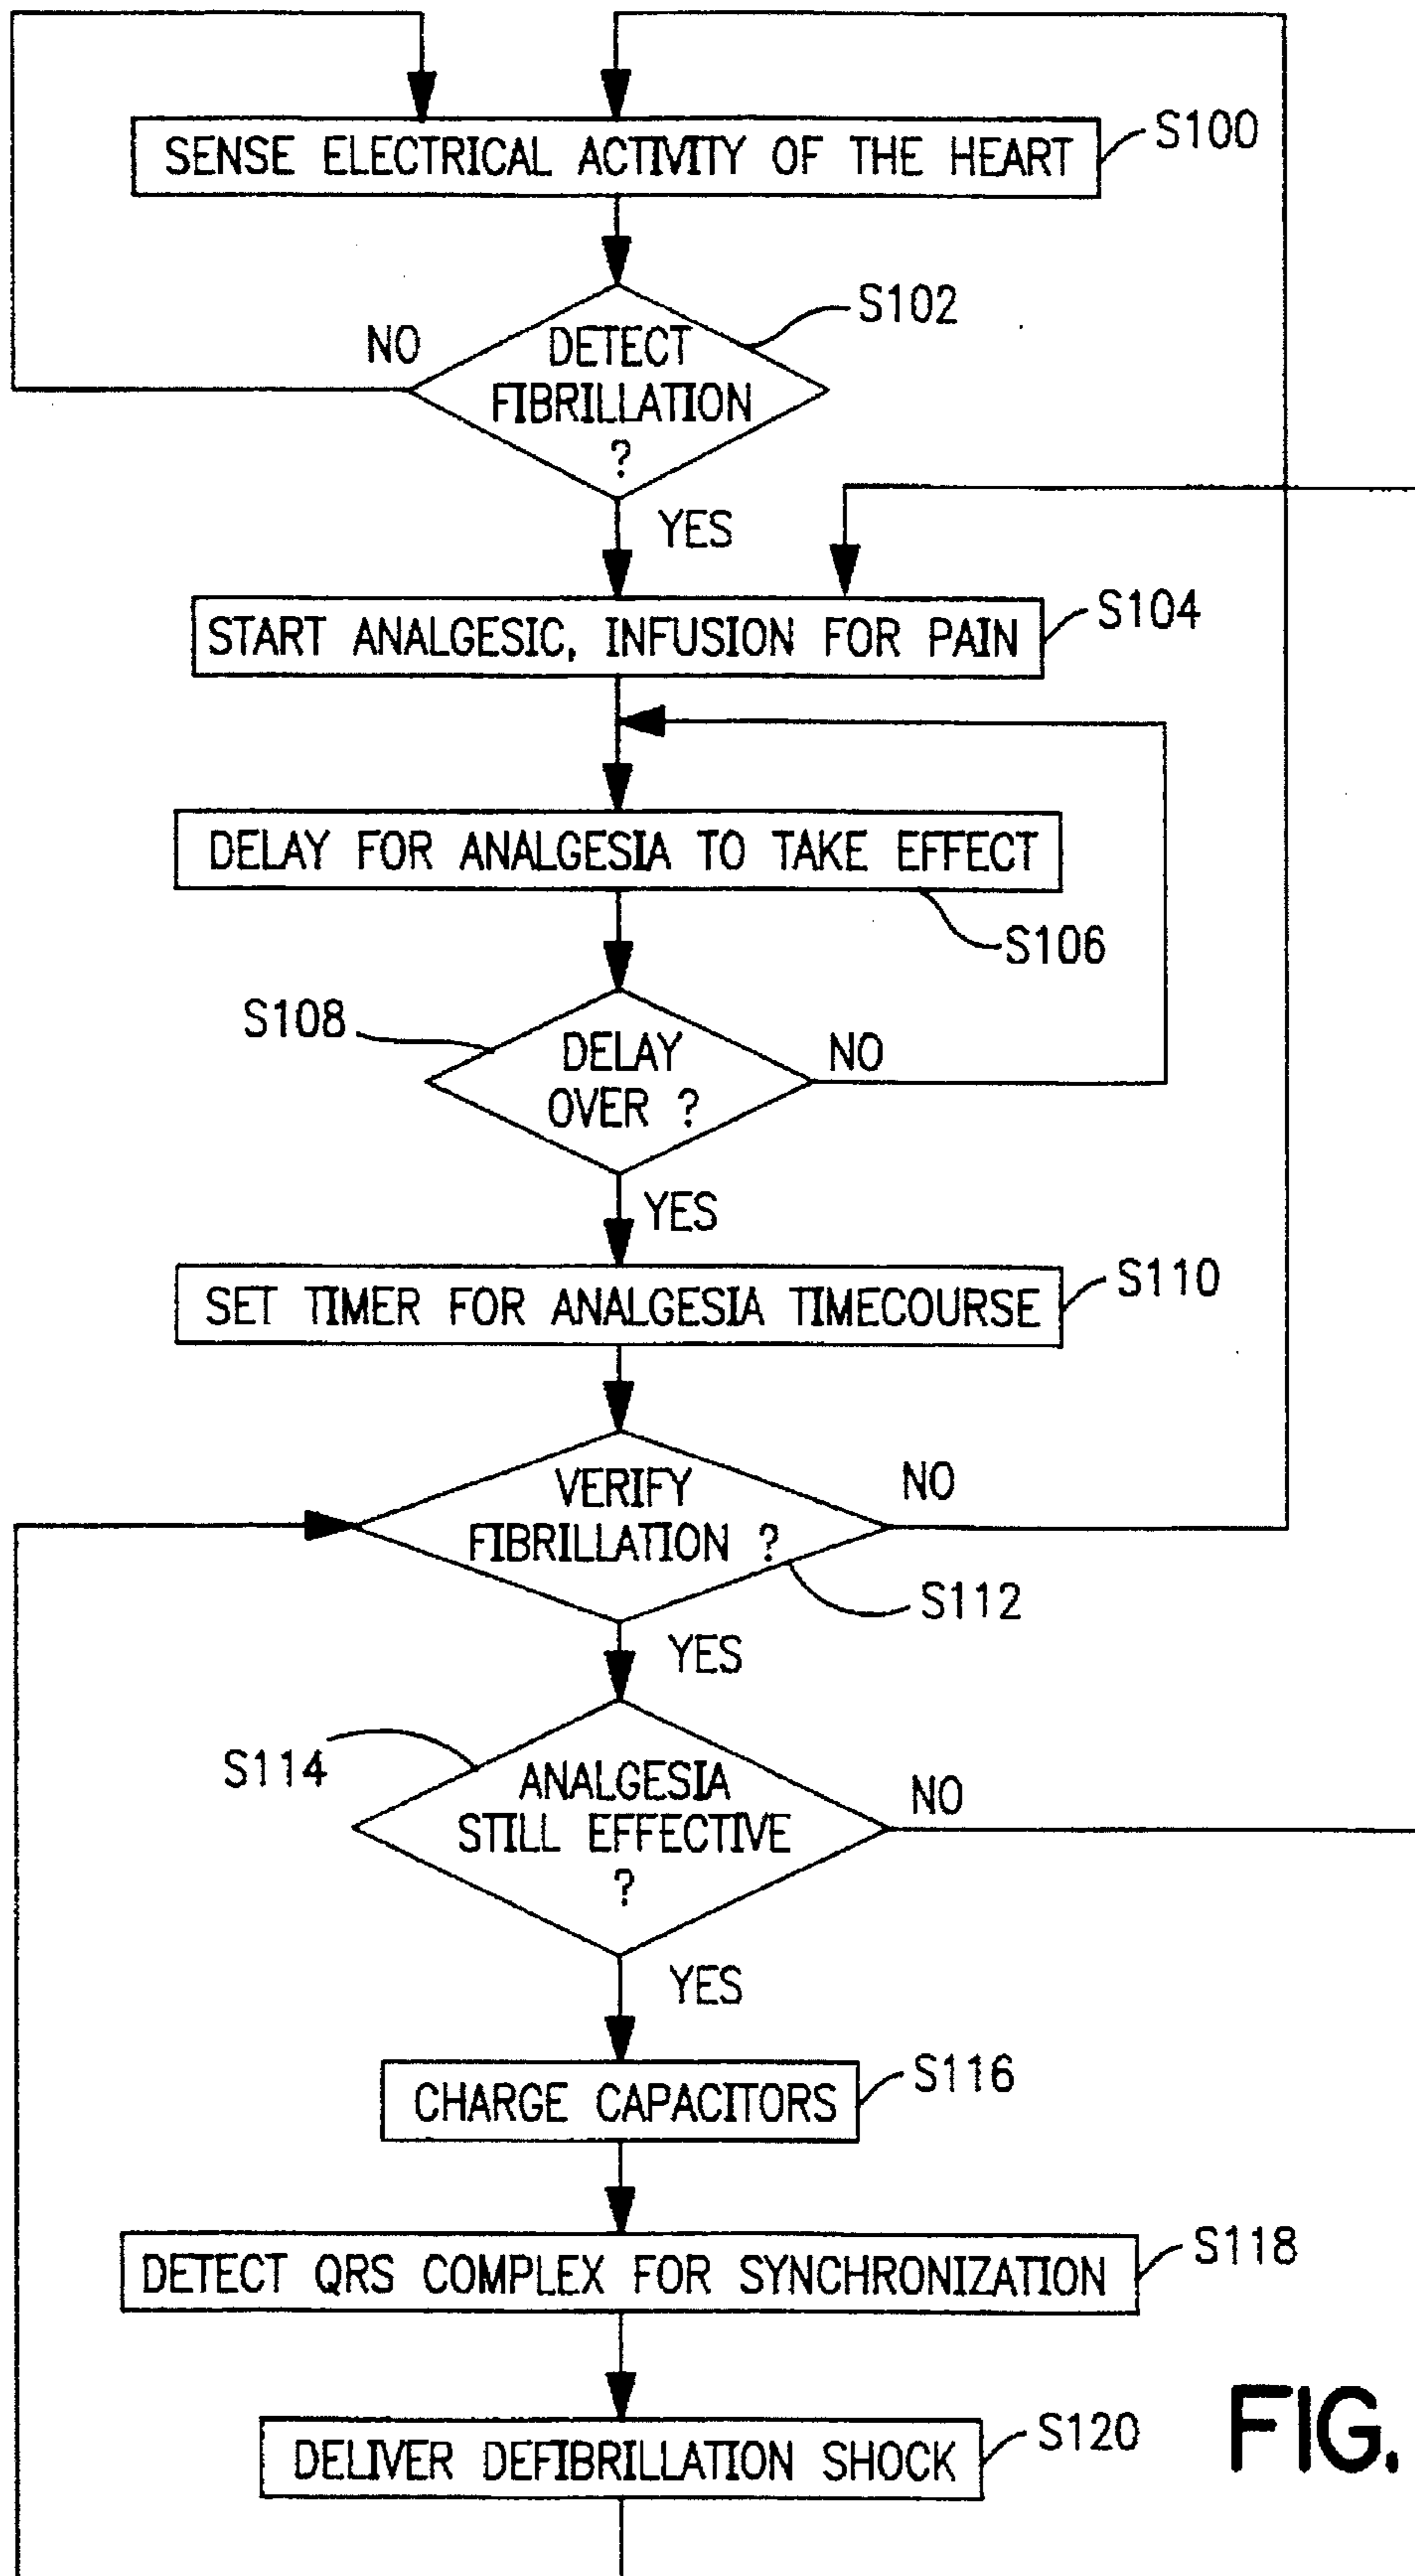 SENSE ELECTRICAL ACTIVITY OF THE HEART
S100
S102
NO
DETECT
FIBRILLATION
?
YES
START ANALGESIC, INFUSION FOR PAIN
S104
DELAY FOR ANALGESIA TO TAKE EFFECT
S106
S108
DELAY
OVER ?
NO
YES
SET TIMER FOR ANALGESIA TIMECOURSE
S110
VERIFY
FIBRILLATION ?
NO
S112
YES
S114
ANALGESIA
STILL EFFECTIVE
?
NO
YES
CHARGE CAPACITORS
S116
DETECT QRS COMPLEX FOR SYNCHRONIZATION
S118
DELIVER DEFIBRILLATION SHOCK
S120
FIG.